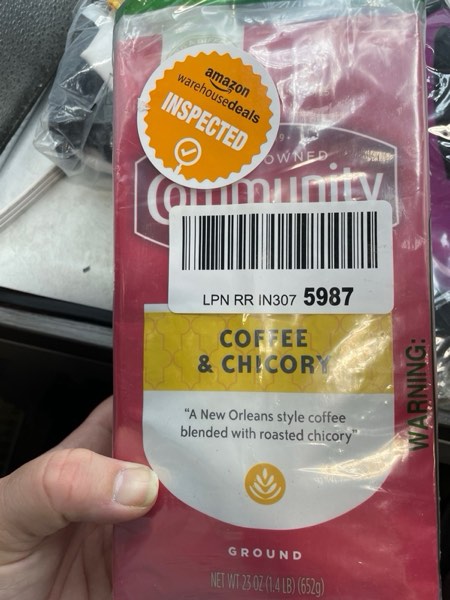 amazon
warehousedeals
INSPECTED
OWNED
Community
LPN RR IN307 5987
COFFEE
& CHICORY
"A New Orleans style coffee
blended with roasted chicory"
WARNING:
GROUND
NET WT 23 OZ (1.4 LB) (652g)